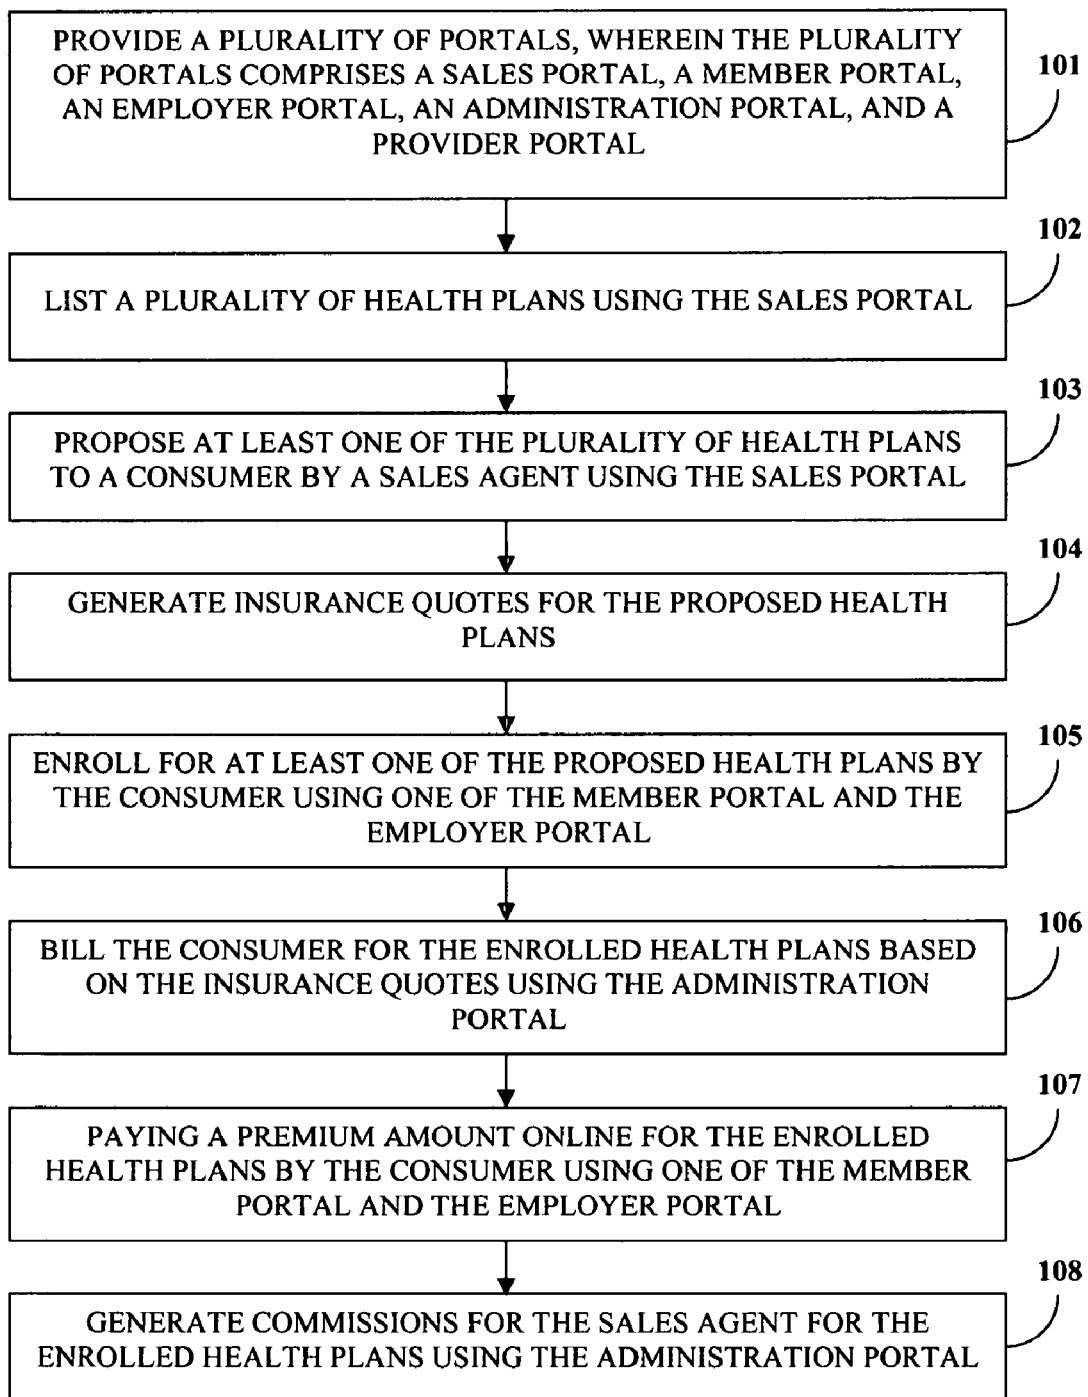 PROVIDE A PLURALITY OF PORTALS, WHEREIN THE PLURALITY
OF PORTALS COMPRISES A SALES PORTAL, A MEMBER PORTAL,
AN EMPLOYER PORTAL, AN ADMINISTRATION PORTAL, AND A
PROVIDER PORTAL
101
LIST A PLURALITY OF HEALTH PLANS USING THE SALES PORTAL
102
PROPOSE AT LEAST ONE OF THE PLURALITY OF HEALTH PLANS
TO A CONSUMER BY A SALES AGENT USING THE SALES PORTAL
103
GENERATE INSURANCE QUOTES FOR THE PROPOSED HEALTH
PLANS
104
ENROLL FOR AT LEAST ONE OF THE PROPOSED HEALTH PLANS BY
THE CONSUMER USING ONE OF THE MEMBER PORTAL AND THE
EMPLOYER PORTAL
105
BILL THE CONSUMER FOR THE ENROLLED HEALTH PLANS BASED
ON THE INSURANCE QUOTES USING THE ADMINISTRATION
PORTAL
106
PAYING A PREMIUM AMOUNT ONLINE FOR THE ENROLLED
HEALTH PLANS BY THE CONSUMER USING ONE OF THE MEMBER
PORTAL AND THE EMPLOYER PORTAL
107
GENERATE COMMISSIONS FOR THE SALES AGENT FOR THE
ENROLLED HEALTH PLANS USING THE ADMINISTRATION PORTAL
108